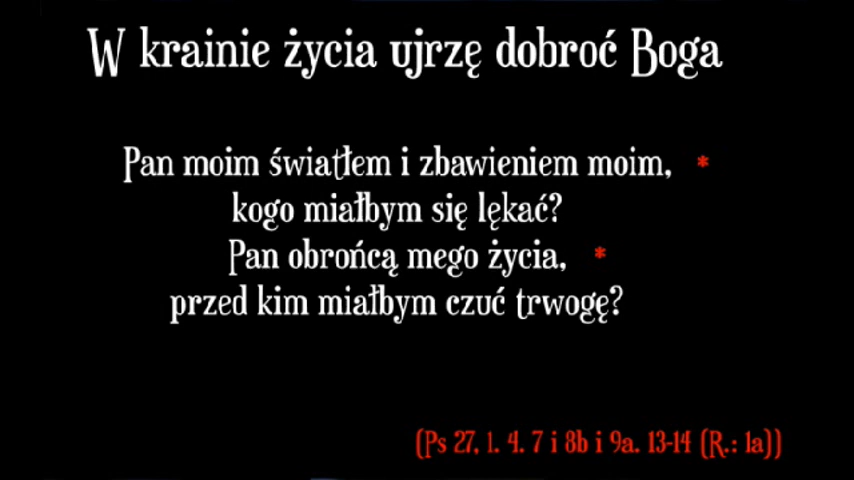 W krainie życia ujrzę dobroć Boga
Pan moim światłem i zbawieniem moim, *
kogo miałbym się lękać?
Pan obrońcą mego życia, *
przed kim miałbym czuć trwogę?
(Ps 27, 1. 4. 7 i 8b i 9a. 13-14 (R.: 1a))